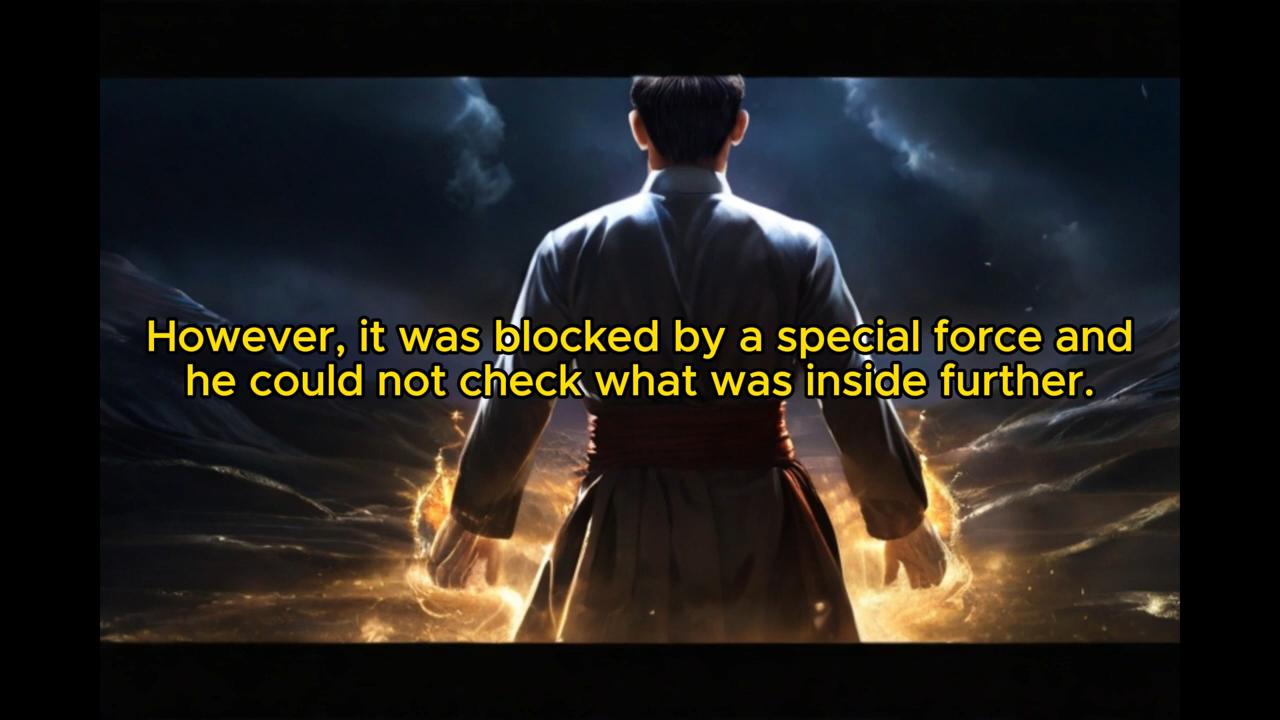 However, it was blocked by a special force and
he could not check what was inside further.